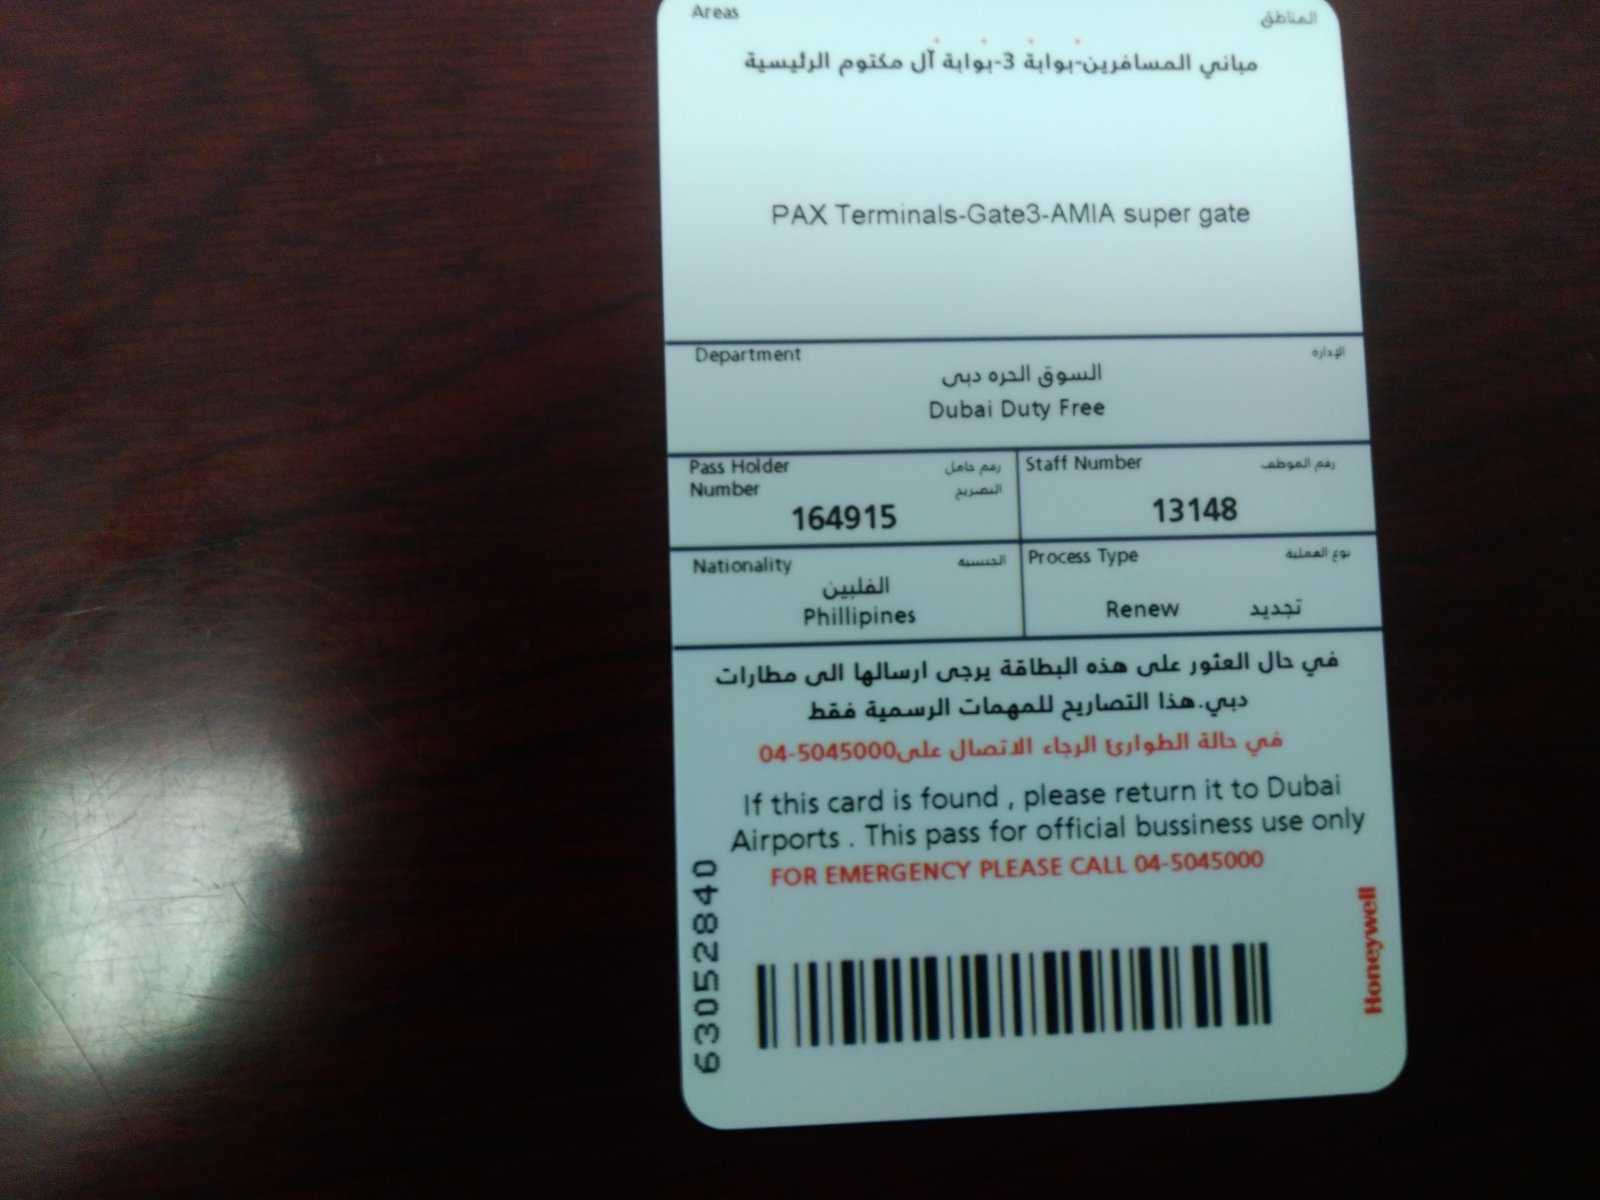 Areas المناطق
مباني المسافرين-بوابة 3-بوابة آل مكتوم الرئيسية
PAX Terminals-Gate3-AMIA super gate
Department الإدارة
السوق الحره دبى
Dubai Duty Free
Pass Holder رقم حامل
Number التصريح
164915
Staff Number رقم الموظف
13148
Nationality الجنسية
الفلبين
Phillipines
Process Type نوع العملية
Renew تجديد
في حال العثور على هذه البطاقة يرجى ارسالها الى مطارات
دبي.هذا التصاريح للمهمات الرسمية فقط
في حالة الطوارئ الرجاء الاتصال على04-5045000
If this card is found , please return it to Dubai
Airports . This pass for official bussiness use only
FOR EMERGENCY PLEASE CALL 04-5045000
63052840
Honeywell